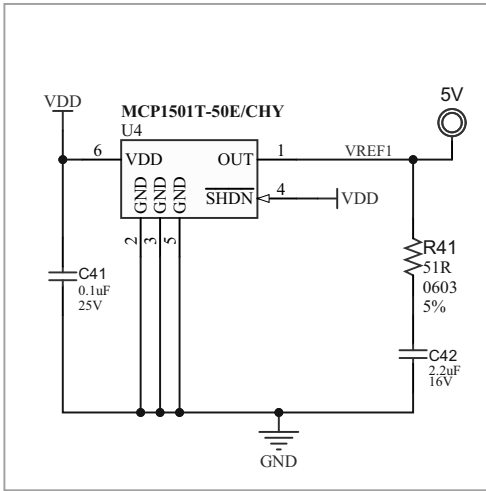 5V
VDD
MCP1501T-50E/CHY
U4
6
VDD
OUT
1
VREF1
GND
GND
GND
SHDN
4
VDD
2
3
5
C41
0.1uF
25V
R41
51R
0603
5%
C42
2.2uF
16V
GND